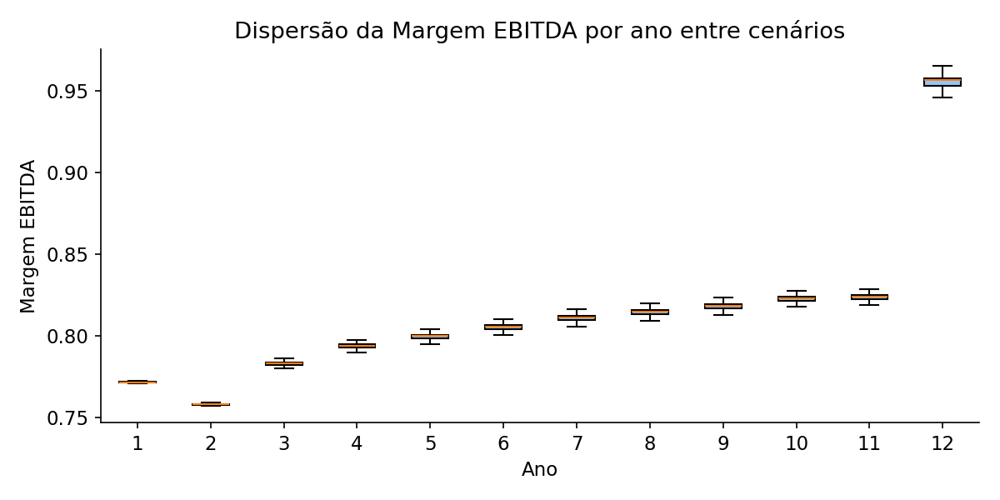 Dispersão da Margem EBITDA por ano entre cenários
Margem EBITDA
0.95
0.90
0.85
0.80
0.75
1 2 3 4 5 6 7 8 9 10 11 12
Ano